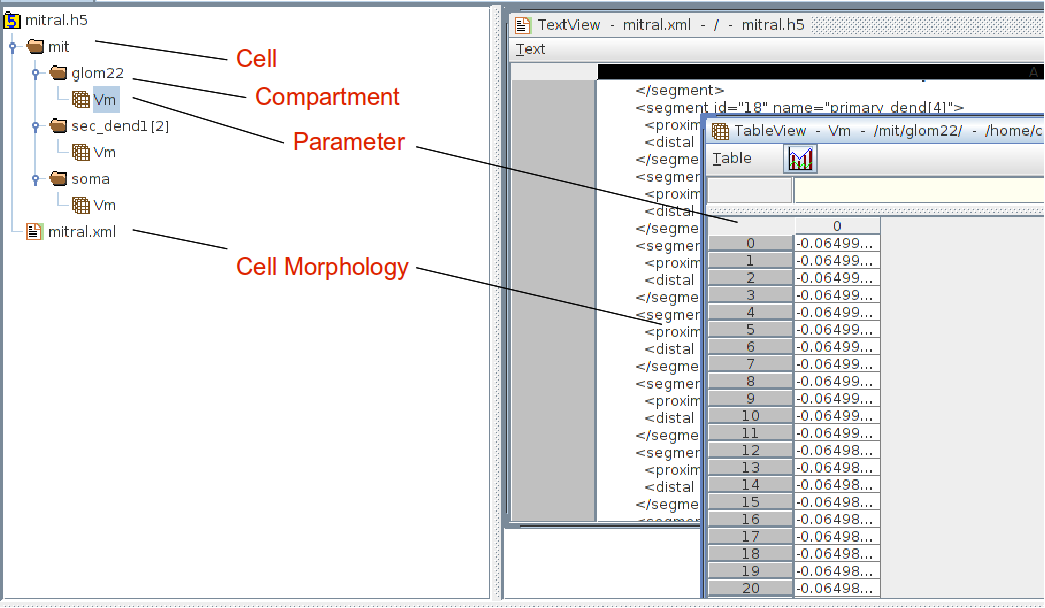 mitral.h5
mit
glom22
Vm
sec_dend1[2]
Vm
soma
Vm
mitral.xml
Cell
Compartment
Parameter
Cell Morphology
TextView - mitral.xml - / - mitral.h5
Text
A
</segment>
<segment id="18" name="primary_dend[4]">
<proxim
<distal
</segme
<segmer
<proxim
<distal
</segme
<segmer
<proxim
<distal
</segme
<segmer
<proxim
<distal
</segme
<segmer
<proxim
<distal
</segme
<segmer
<proxim
<distal
</segme
TableView - Vm - /mit/glom22/ - /home/c
Table
0
0 -0.06499...
1 -0.06499...
2 -0.06499...
3 -0.06499...
4 -0.06499...
5 -0.06499...
6 -0.06499...
7 -0.06499...
8 -0.06499...
9 -0.06499...
10 -0.06499...
11 -0.06499...
12 -0.06498...
13 -0.06498...
14 -0.06498...
15 -0.06498...
16 -0.06498...
17 -0.06498...
18 -0.06498...
19 -0.06498...
20 -0.06498...